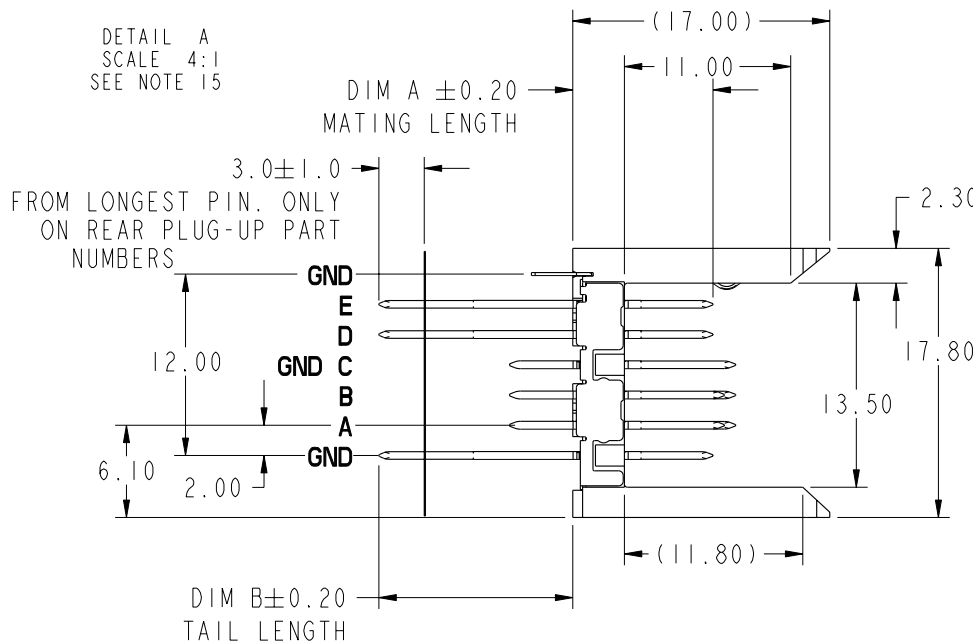 DETAIL A
SCALE 4:1
SEE NOTE 15
(17.00)
11.00
DIM A ±0.20
MATING LENGTH
3.0±1.0
FROM LONGEST PIN. ONLY
ON REAR PLUG-UP PART
NUMBERS
2.30
GND
E
D
GND C
B
A
GND
12.00
17.80
13.50
6.10
2.00
(11.80)
DIM B±0.20
TAIL LENGTH